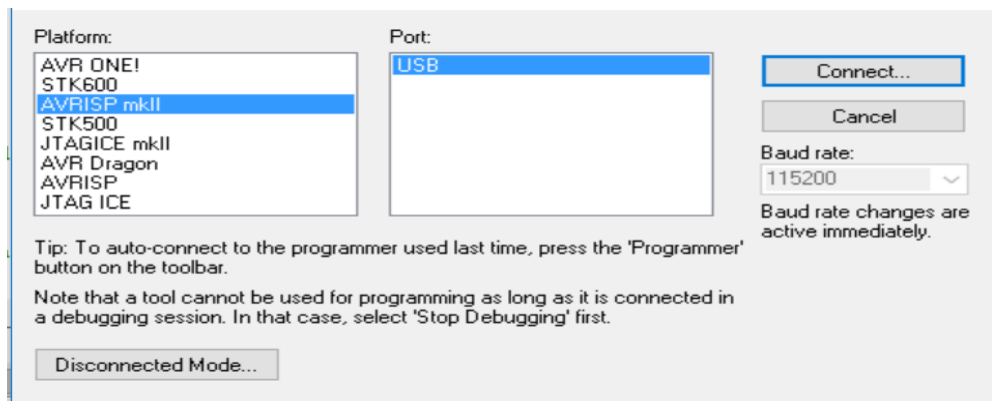 Platform:
Port:
AVR ONE!
STK600
AVRISP mkII
STK500
JTAGICE mkII
AVR Dragon
AVRISP
JTAG ICE
USB
Connect...
Cancel
Baud rate:
115200
Baud rate changes are
active immediately.
Tip: To auto-connect to the programmer used last time, press the 'Programmer'
button on the toolbar.
Note that a tool cannot be used for programming as long as it is connected in
a debugging session. In that case, select 'Stop Debugging' first.
Disconnected Mode...